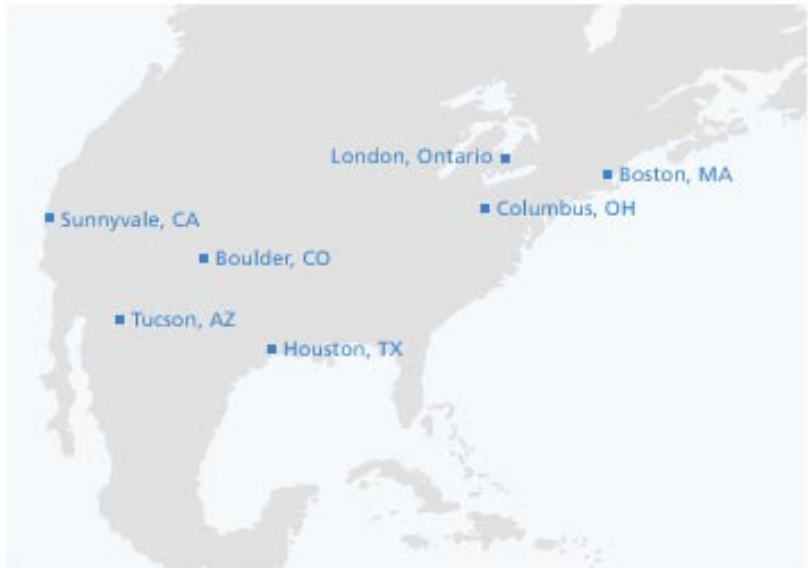 London, Ontario
Boston, MA
Columbus, OH
Sunnyvale, CA
Boulder, CO
Tucson, AZ
Houston, TX